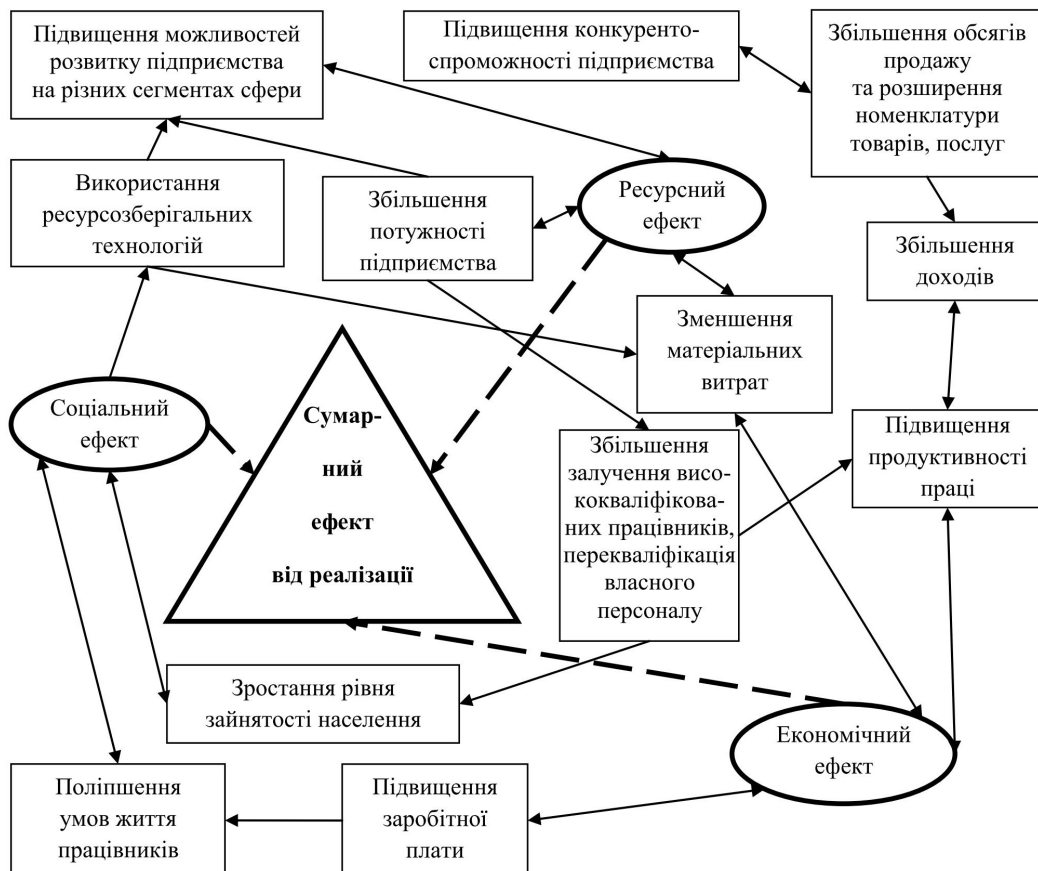 Підвищення можливостей
розвитку підприємства
на різних сегментах сфери
Підвищення конкуренто-
спроможності підприємства
Збільшення обсягів
продажу
та розширення
номенклатури
товарів, послуг
Використання
ресурсозберігальних
технологій
Збільшення
потужності
підприємства
Ресурсний
ефект
Збільшення
доходів
Зменшення
матеріальних
витрат
Соціальний
ефект
Сумар-
ний
ефект
від реалізації
Збільшення
залучення висо-
кокваліфікова-
них працівників,
перекваліфікація
власного
персоналу
Підвищення
продуктивності
праці
Зростання рівня
зайнятості населення
Економічний
ефект
Поліпшення
умов життя
працівників
Підвищення
заробітної
плати